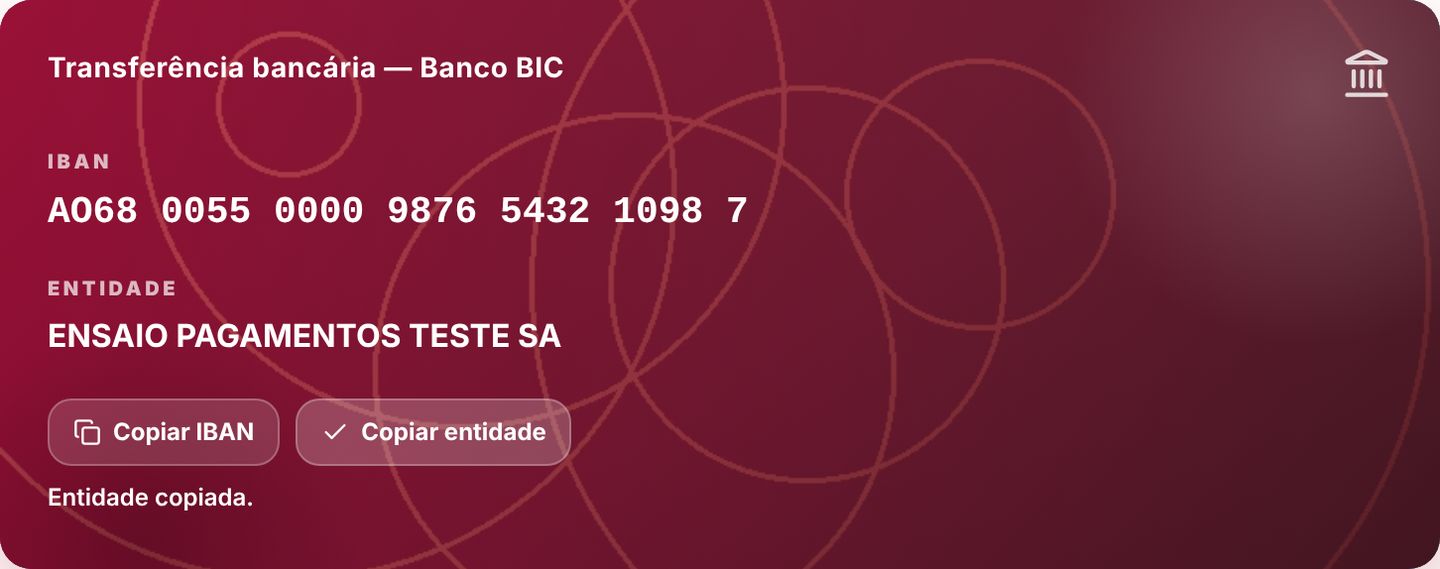 Transferência bancária — Banco BIC
IBAN
AO68 0055 0000 9876 5432 1098 7
ENTIDADE
ENSAIO PAGAMENTOS TESTE SA
Copiar IBAN
Copiar entidade
Entidade copiada.